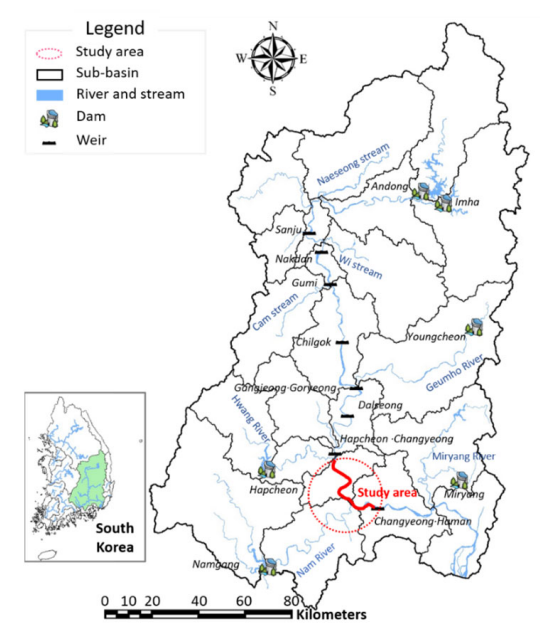 Legend
Study area
Sub-basin
River and stream
Dam
Weir
N
W
E
S
Naeseong stream
Andong
Imha
Sanju
Nakdan
Wi stream
Gumi
Cam stream
Chilgok
Youngcheon
Geumho River
Gangjeong·Goryeong
Dalseong
Hwang River
Hapcheon ·Changyeong
Miryang River
Hapcheon
Study area
Miryang
Changyeong·Haman
Nam River
Namgang
South
Korea
0 10 20 40 60 80
Kilometers